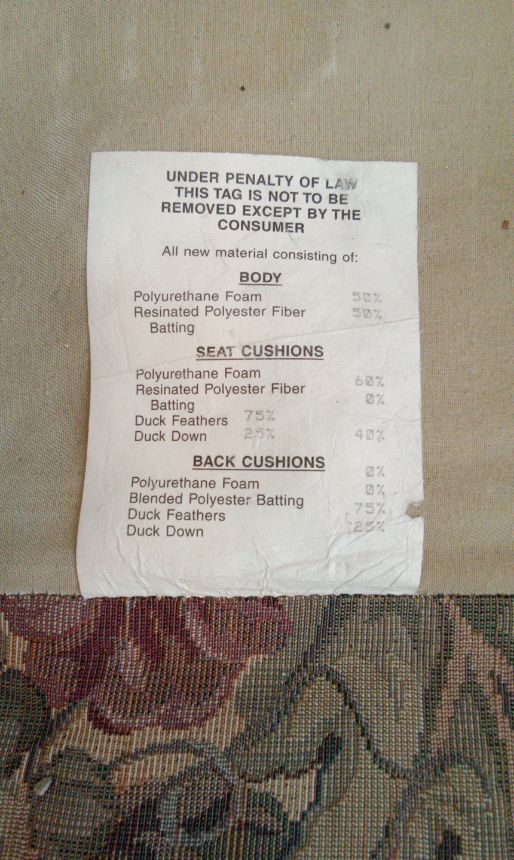 UNDER PENALTY OF LAW
THIS TAG IS NOT TO BE
REMOVED EXCEPT BY THE
CONSUMER
All new material consisting of:
BODY
Polyurethane Foam 50%
Resinated Polyester Fiber 50%
Batting
SEAT CUSHIONS
Polyurethane Foam 60%
Resinated Polyester Fiber 0%
Batting
Duck Feathers 75%
Duck Down 25% 40%
BACK CUSHIONS
Polyurethane Foam 0%
Blended Polyester Batting 0%
Duck Feathers 75%
Duck Down 25%